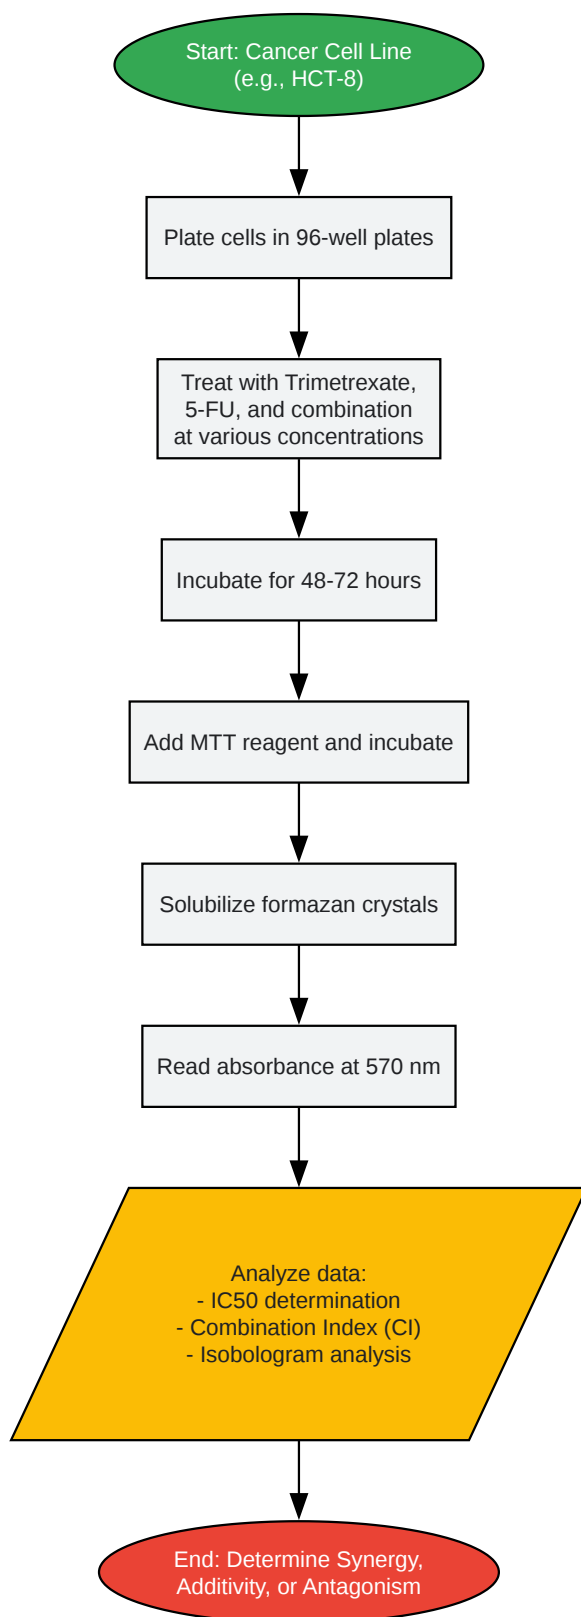 Start: Cancer Cell Line
(e.g., HCT-8)
Plate cells in 96-well plates
Treat with Trimetrexate,
5-FU, and combination
at various concentrations
Incubate for 48-72 hours
Add MTT reagent and incubate
Solubilize formazan crystals
Read absorbance at 570 nm
Analyze data:
- IC50 determination
- Combination Index (CI)
- Isobologram analysis
End: Determine Synergy,
Additivity, or Antagonism